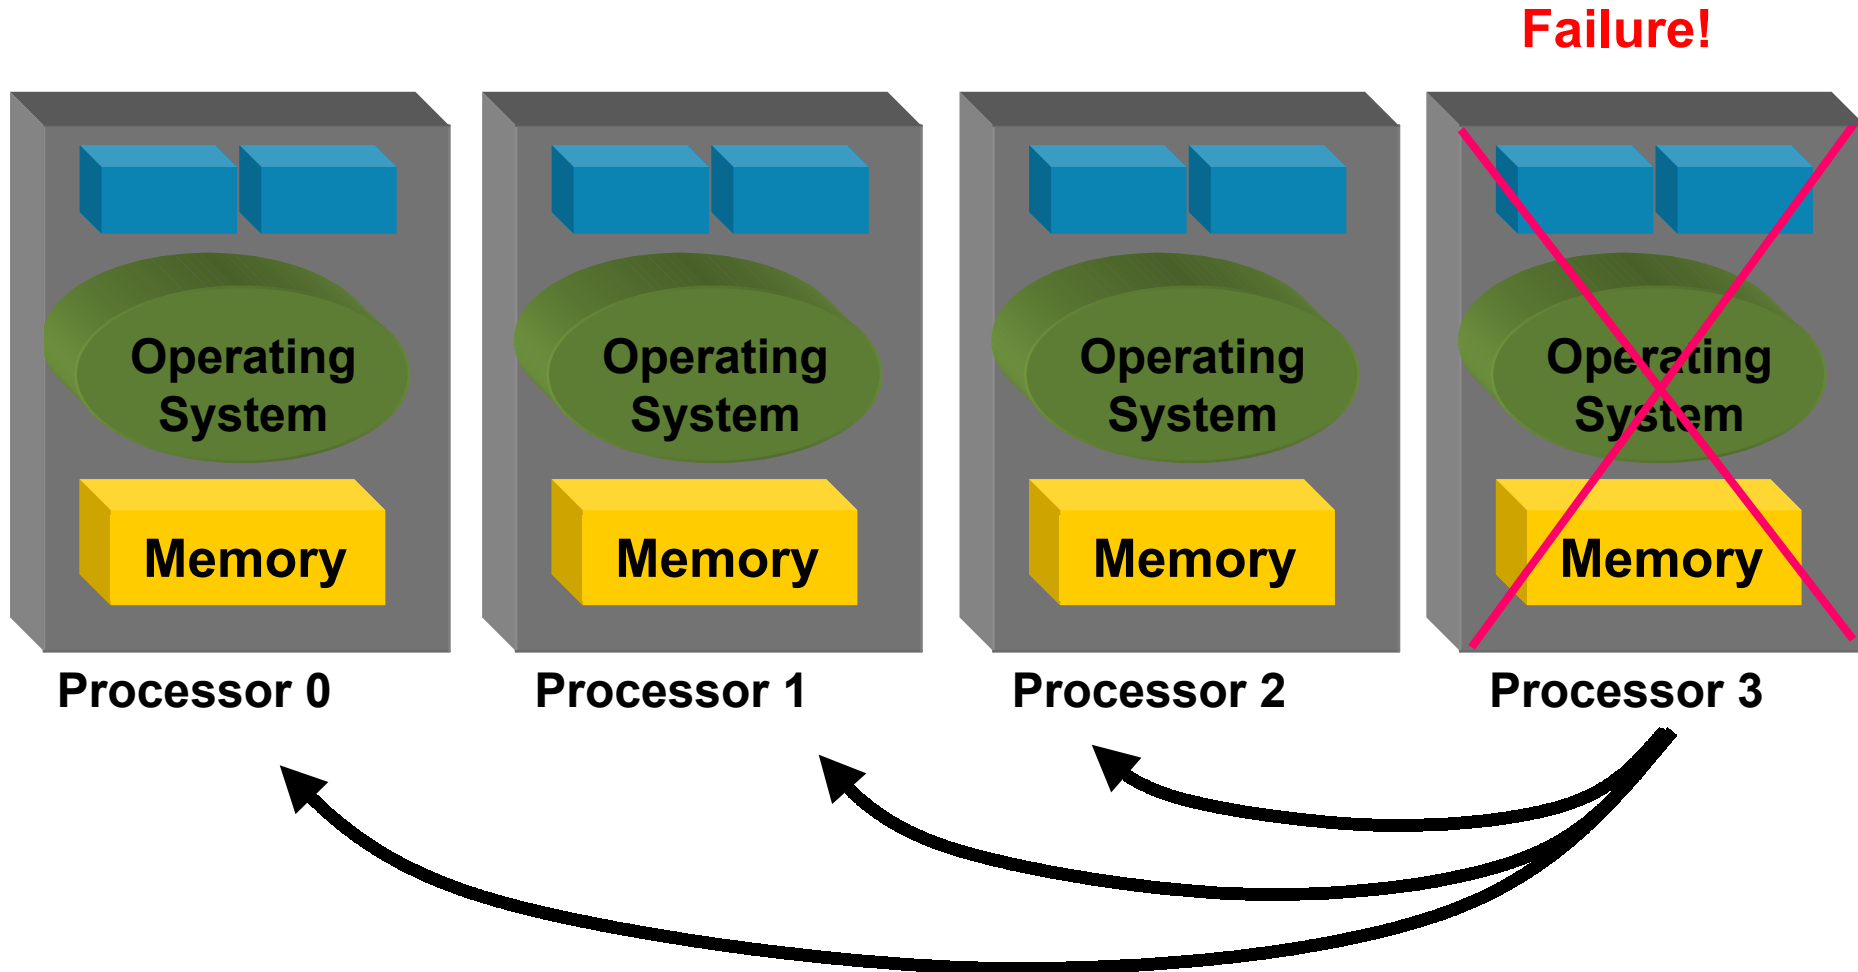 Failure!
Operating
System
Memory
Processor 0
Operating
System
Memory
Processor 1
Operating
System
Memory
Processor 2
Operating
System
Memory
Processor 3